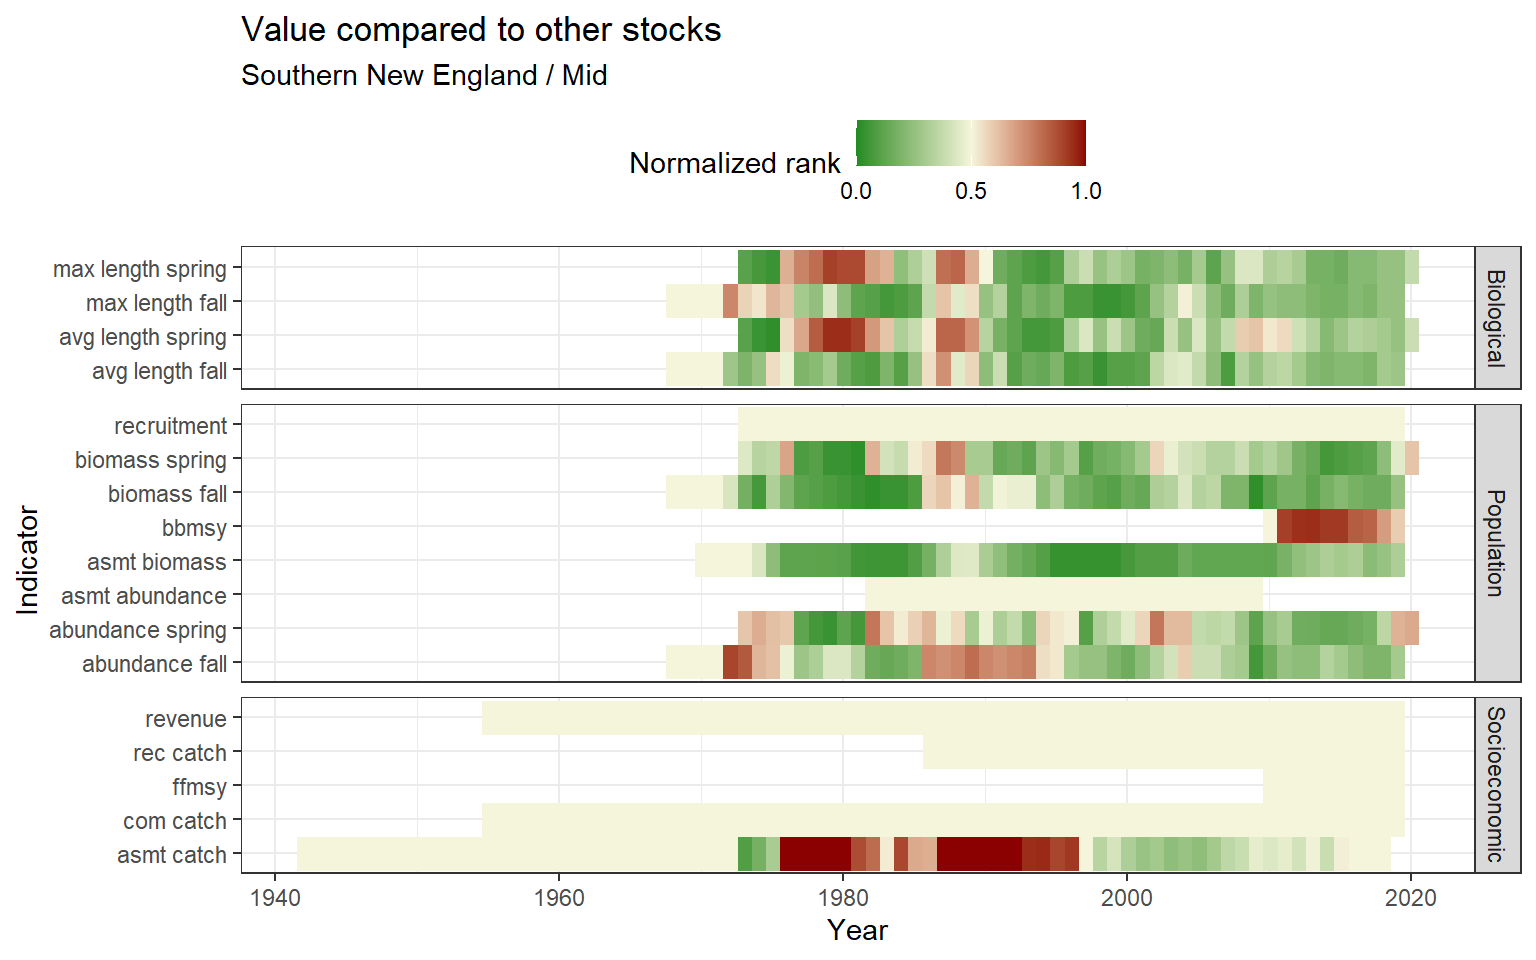 Value compared to other stocks
Southern New England / Mid
Normalized rank
0.0 0.5 1.0
max length spring
max length fall
avg length spring
avg length fall
Biological
recruitment
biomass spring
biomass fall
bbmsy
asmt biomass
asmt abundance
abundance spring
abundance fall
Population
revenue
rec catch
ffmsy
com catch
asmt catch
Socioeconomic
Indicator
1940 1960 1980 2000 2020
Year